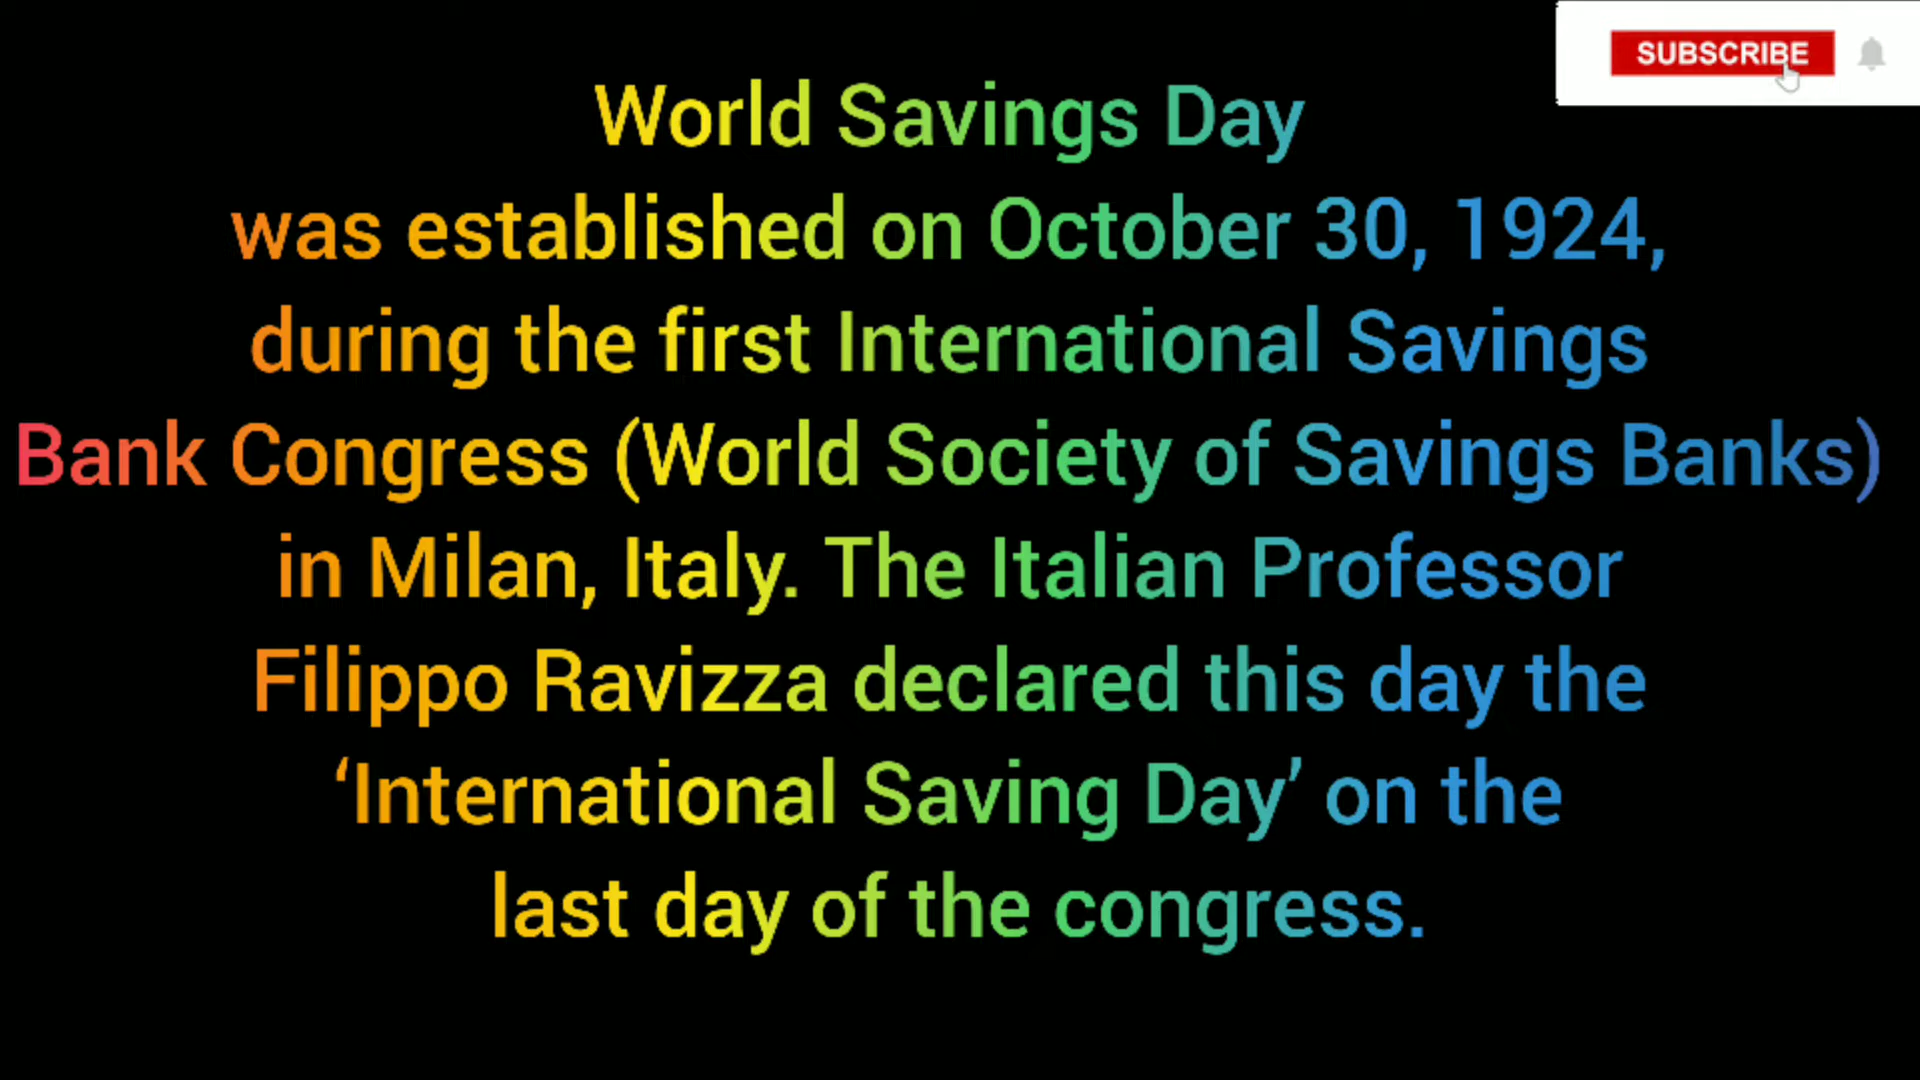 SUBSCRIBE
World Savings Day
was established on October 30, 1924,
during the first International Savings
Bank Congress (World Society of Savings Banks)
in Milan, Italy. The Italian Professor
Filippo Ravizza declared this day the
‘International Saving Day’ on the
last day of the congress.